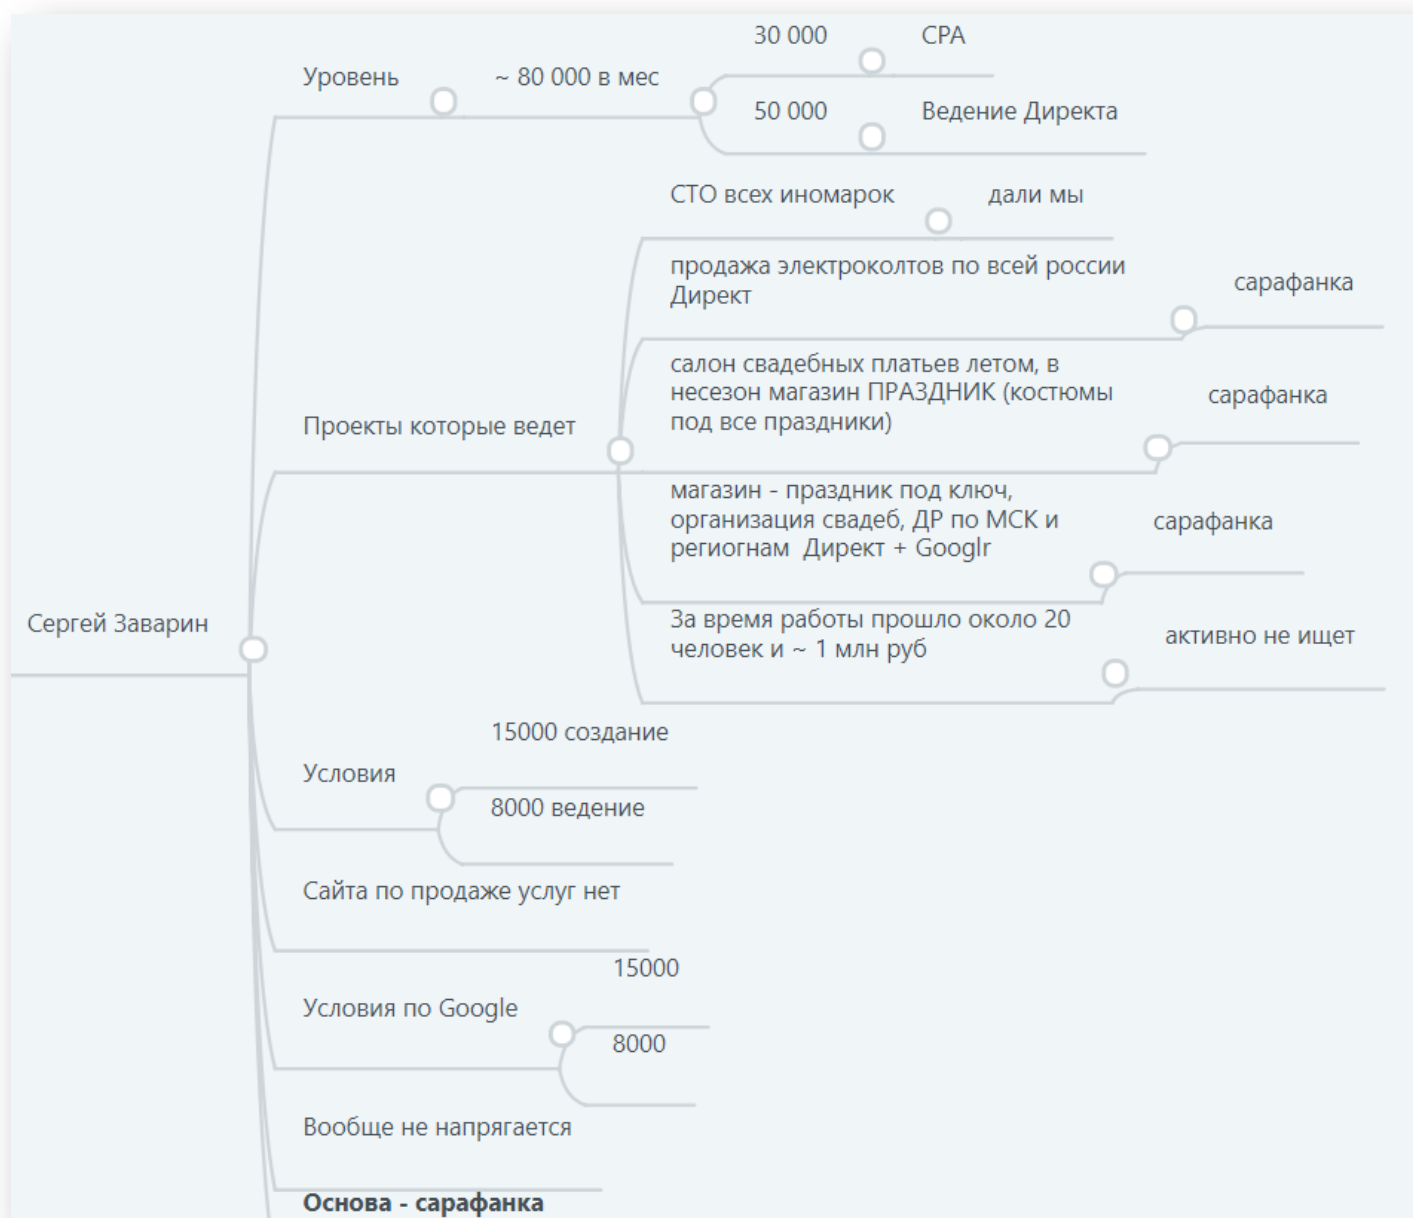 Сергей Заварин
Уровень
~ 80 000 в мес
30 000
CPA
50 000
Ведение Директа
Проекты которые ведет
СТО всех иномарок
дали мы
продажа электроколтов по всей россии
Директ
сарафанка
салон свадебных платьев летом, в
несезон магазин ПРАЗДНИК (костюмы
под все праздники)
сарафанка
магазин - праздник под ключ,
организация свадеб, ДР по МСК и
региогнам  Директ + Googlr
сарафанка
За время работы прошло около 20
человек и ~ 1 млн руб
активно не ищет
Условия
15000 создание
8000 ведение
Сайта по продаже услуг нет
Условия по Google
15000
8000
Вообще не напрягается
Основа - сарафанка